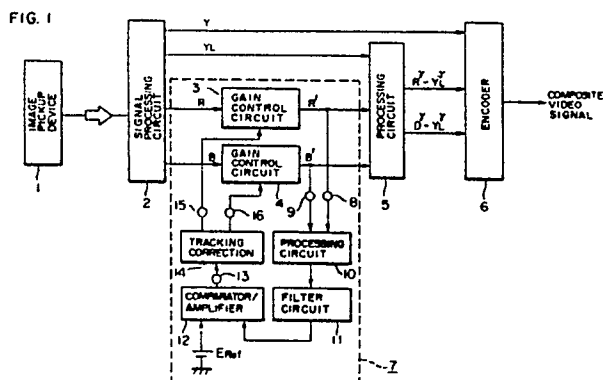 FIG. 1
Y
YL
IMAGE PICKUP DEVICE
1
SIGNAL PROCESSING CIRCUIT
2
3
R
GAIN CONTROL CIRCUIT
R'
B
GAIN CONTROL CIRCUIT
B'
4
PROCESSING CIRCUIT
5
R^γ-YL^γ
B^γ-YL^γ
ENCODER
6
COMPOSITE VIDEO SIGNAL
15
16
9
8
TRACKING CORRECTION
14
13
PROCESSING CIRCUIT
10
COMPARATOR/ AMPLIFIER
12
FILTER CIRCUIT
11
ERef
7